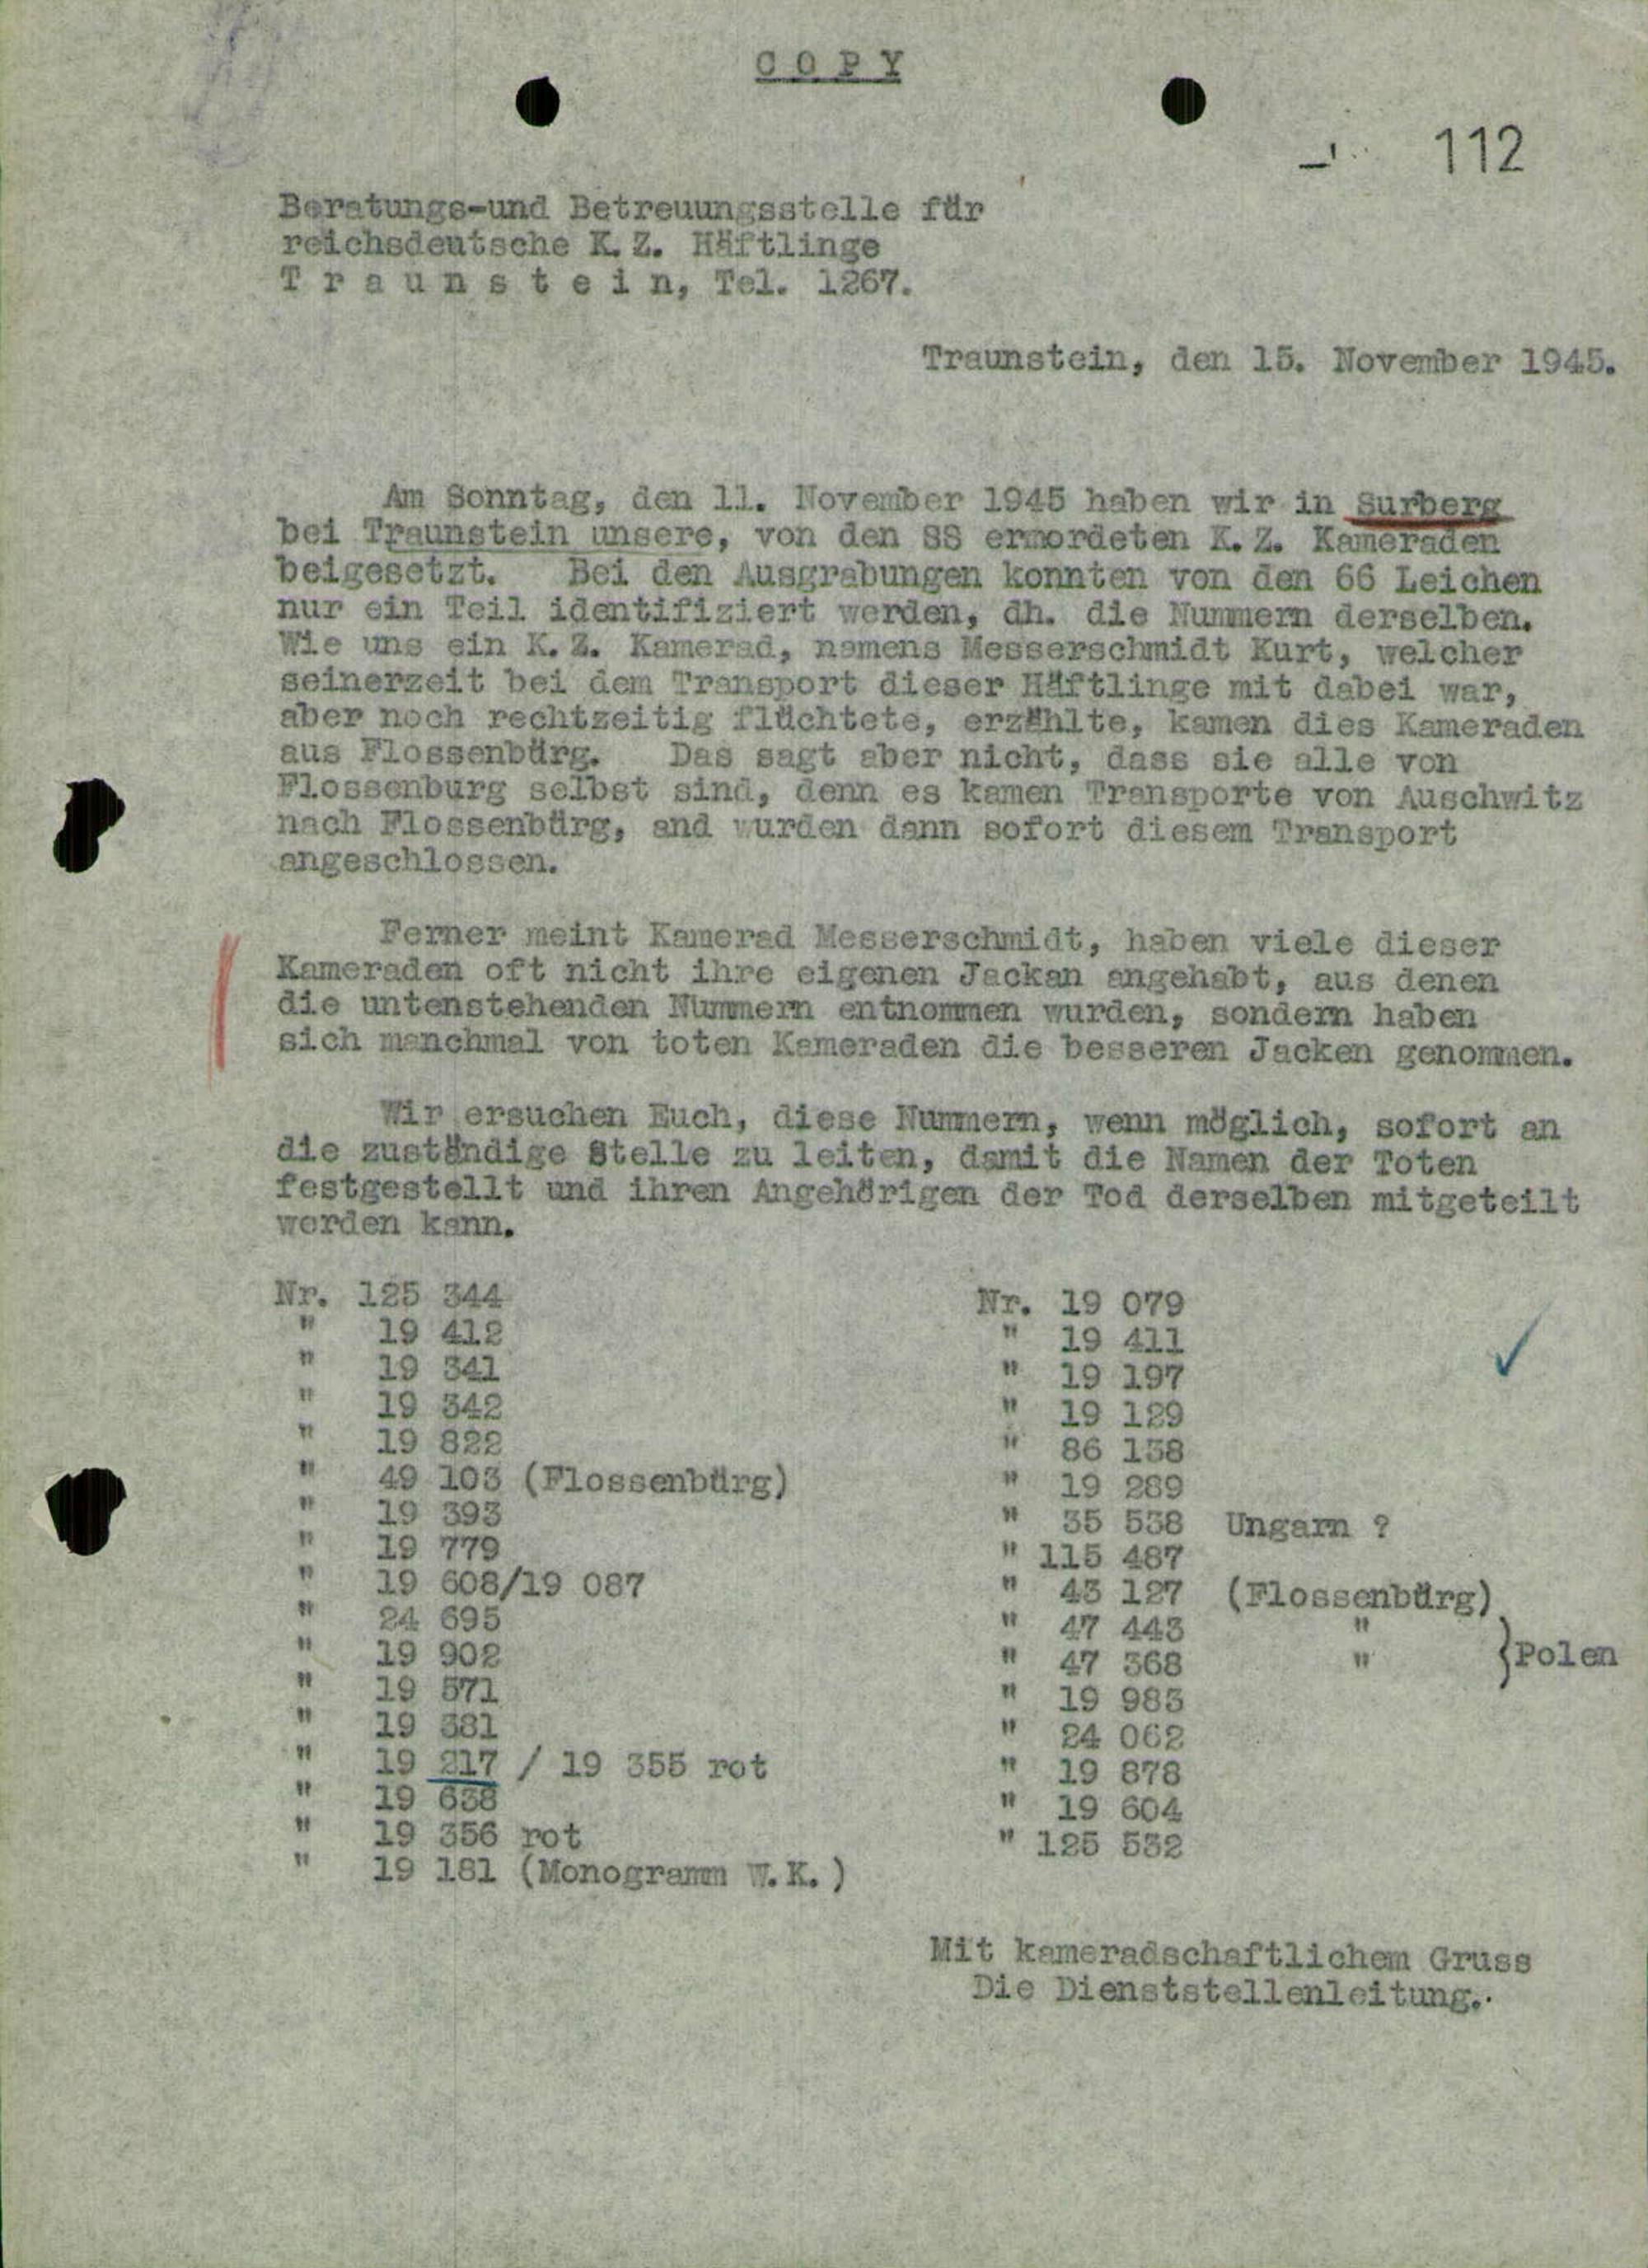 C O P Y
112
Beratungs-und Betreuungsstelle für
reichsdeutsche K.Z. Häftlinge
T r a u n s t e i n, Tel. 1267.
Traunstein, den 15. November 1945.
Am Sonntag, den 11. November 1945 haben wir in Surberg
bei Traunstein unsere, von den SS ermordeten K.Z. Kameraden
beigesetzt. Bei den Ausgrabungen konnten von den 66 Leichen
nur ein Teil identifiziert werden, dh. die Nummern derselben.
Wie uns ein K.Z. Kamerad, namens Messerschmidt Kurt, welcher
seinerzeit bei dem Transport dieser Häftlinge mit dabei war,
aber noch rechtzeitig flüchtete, erzählte, kamen dies Kameraden
aus Flossenbürg. Das sagt aber nicht, dass sie alle von
Flossenburg selbst sind, denn es kamen Transporte von Auschwitz
nach Flossenbürg, and wurden dann sofort diesem Transport
angeschlossen.
Ferner meint Kamerad Messerschmidt, haben viele dieser
Kameraden oft nicht ihre eigenen Jackan angehabt, aus denen
die untenstehenden Nummern entnommen wurden, sondern haben
sich manchmal von toten Kameraden die besseren Jacken genommen.
Wir ersuchen Euch, diese Nummern, wenn möglich, sofort an
die zuständige Stelle zu leiten, damit die Namen der Toten
festgestellt und ihren Angehörigen der Tod derselben mitgeteilt
werden kann.
Nr. 125 344
" 19 412
" 19 341
" 19 342
" 19 822
" 49 103 (Flossenbürg)
" 19 393
" 19 779
" 19 608/19 087
" 24 695
" 19 902
" 19 571
" 19 381
" 19 217 / 19 355 rot
" 19 638
" 19 356 rot
" 19 181 (Monogramm W.K.)
Nr. 19 079
" 19 411
" 19 197
" 19 129
" 86 138
" 19 289
" 35 538 Ungarn ?
" 115 487
" 43 127 (Flossenbürg)
" 47 443 "
" 47 368 " }Polen
" 19 983
" 24 062
" 19 878
" 19 604
" 125 532
Mit kameradschaftlichem Gruss
Die Dienststellenleitung.